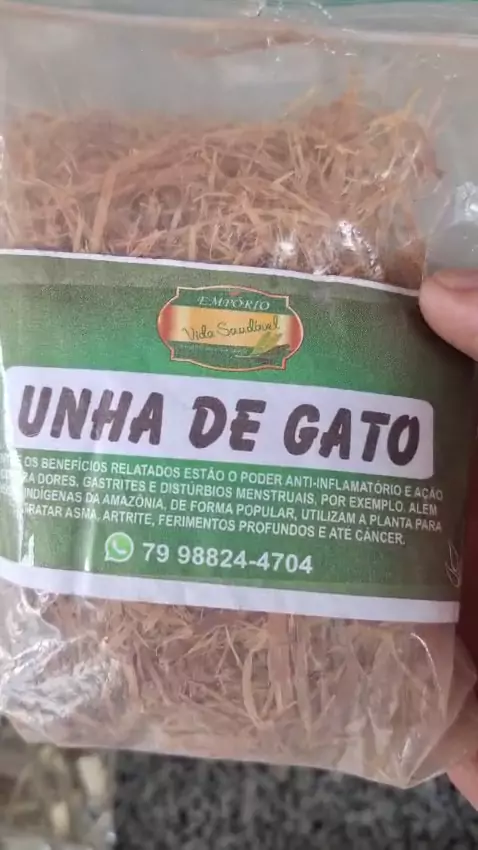 EMPÓRIO
Vida Saudável
UNHA DE GATO
OS BENEFÍCIOS RELATADOS ESTÃO O PODER ANTI-INFLAMATÓRIO E AÇÃO
DORES, GASTRITES E DISTÚRBIOS MENSTRUAIS, POR EXEMPLO. ALEM
INDÍGENAS DA AMAZÔNIA, DE FORMA POPULAR, UTILIZAM A PLANTA PARA
TRATAR ASMA, ARTRITE, FERIMENTOS PROFUNDOS E ATÉ CÂNCER.
79 98824-4704